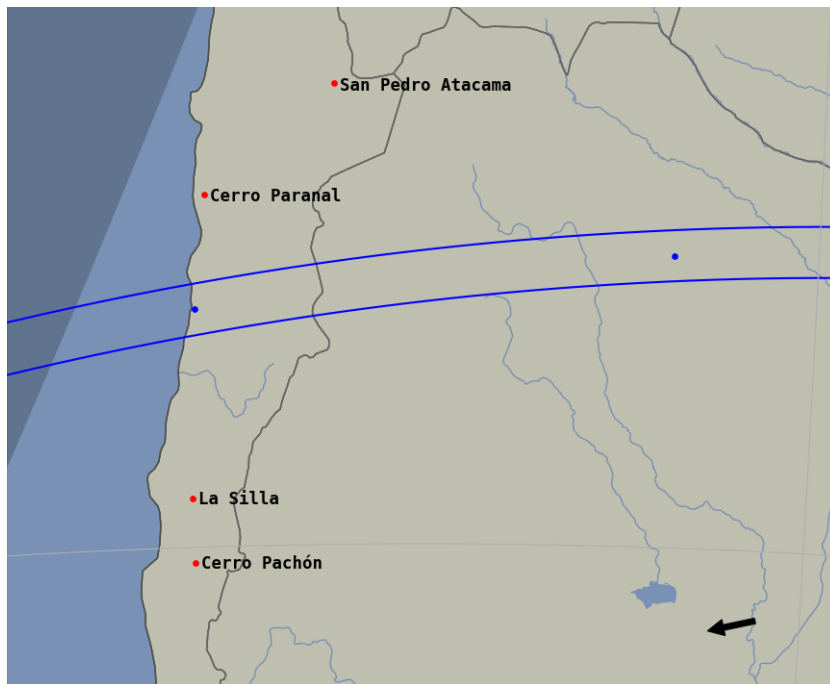 San Pedro Atacama
Cerro Paranal
La Silla
Cerro Pachón